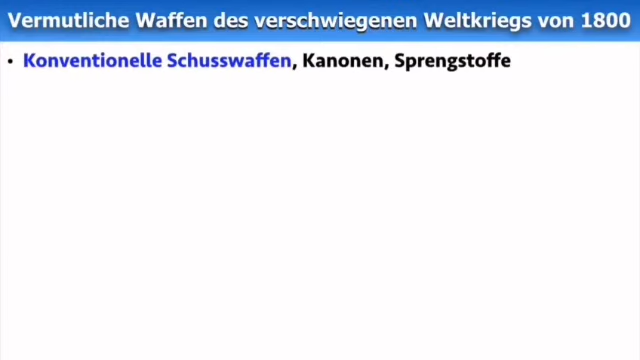 Vermutliche Waffen des verschwiegenen Weltkriegs von 1800
• Konventionelle Schusswaffen, Kanonen, Sprengstoffe